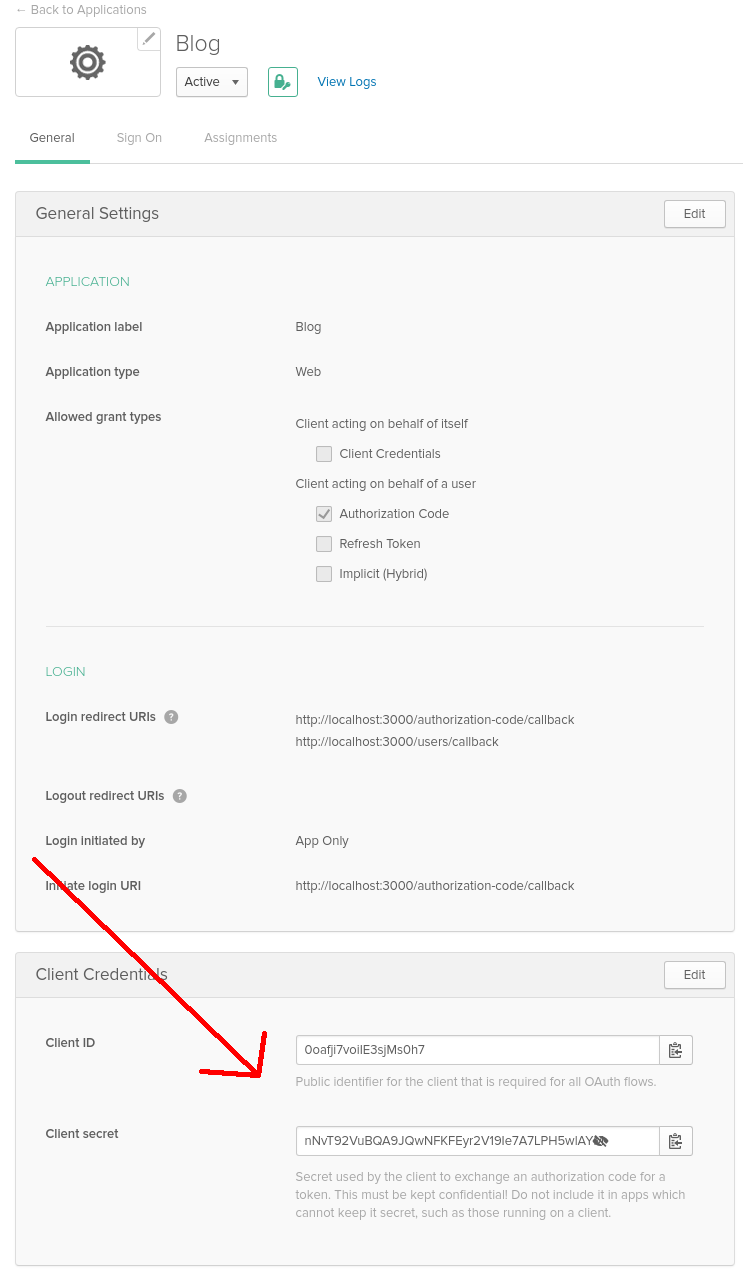 ← Back to Applications
Blog
Active
View Logs
General
Sign On
Assignments
General Settings
Edit
APPLICATION
Application label
Blog
Application type
Web
Allowed grant types
Client acting on behalf of itself
Client Credentials
Client acting on behalf of a user
Authorization Code
Refresh Token
Implicit (Hybrid)
LOGIN
Login redirect URIs ?
http://localhost:3000/authorization-code/callback
http://localhost:3000/users/callback
Logout redirect URIs ?
Login initiated by
App Only
Initiate login URI
http://localhost:3000/authorization-code/callback
Client Credentials
Edit
Client ID
0oafji7voilE3sjMs0h7
Public identifier for the client that is required for all OAuth flows.
Client secret
Secret used by the client to exchange an authorization code for a
token. This must be kept confidential! Do not include it in apps which
cannot keep it secret, such as those running on a client.